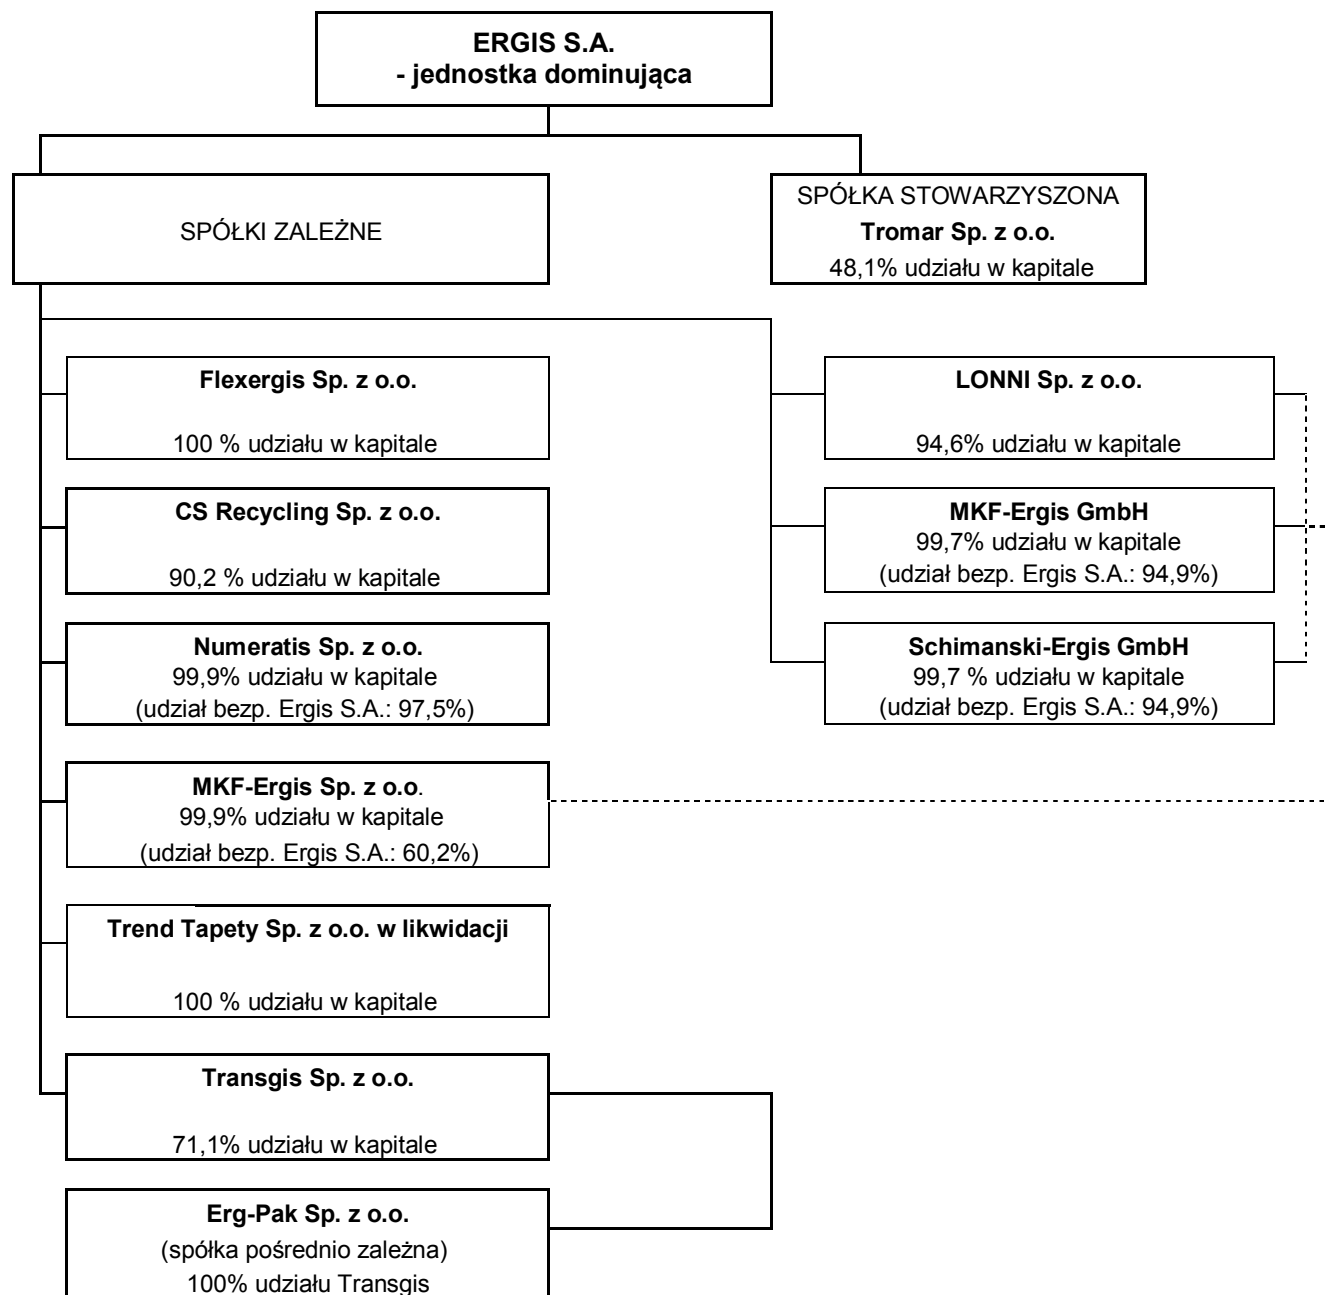 ERGIS S.A.
- jednostka dominująca
SPÓŁKI ZALEŻNE
SPÓŁKA STOWARZYSZONA
Tromar Sp. z o.o.
48,1% udziału w kapitale
Flexergis Sp. z o.o.
100 % udziału w kapitale
CS Recycling Sp. z o.o.
90,2 % udziału w kapitale
Numeratis Sp. z o.o.
99,9% udziału w kapitale
(udział bezp. Ergis S.A.: 97,5%)
MKF-Ergis Sp. z o.o.
99,9% udziału w kapitale
(udział bezp. Ergis S.A.: 60,2%)
Trend Tapety Sp. z o.o. w likwidacji
100 % udziału w kapitale
Transgis Sp. z o.o.
71,1% udziału w kapitale
Erg-Pak Sp. z o.o.
(spółka pośrednio zależna)
100% udziału Transgis
LONNI Sp. z o.o.
94,6% udziału w kapitale
MKF-Ergis GmbH
99,7% udziału w kapitale
(udział bezp. Ergis S.A.: 94,9%)
Schimanski-Ergis GmbH
99,7 % udziału w kapitale
(udział bezp. Ergis S.A.: 94,9%)